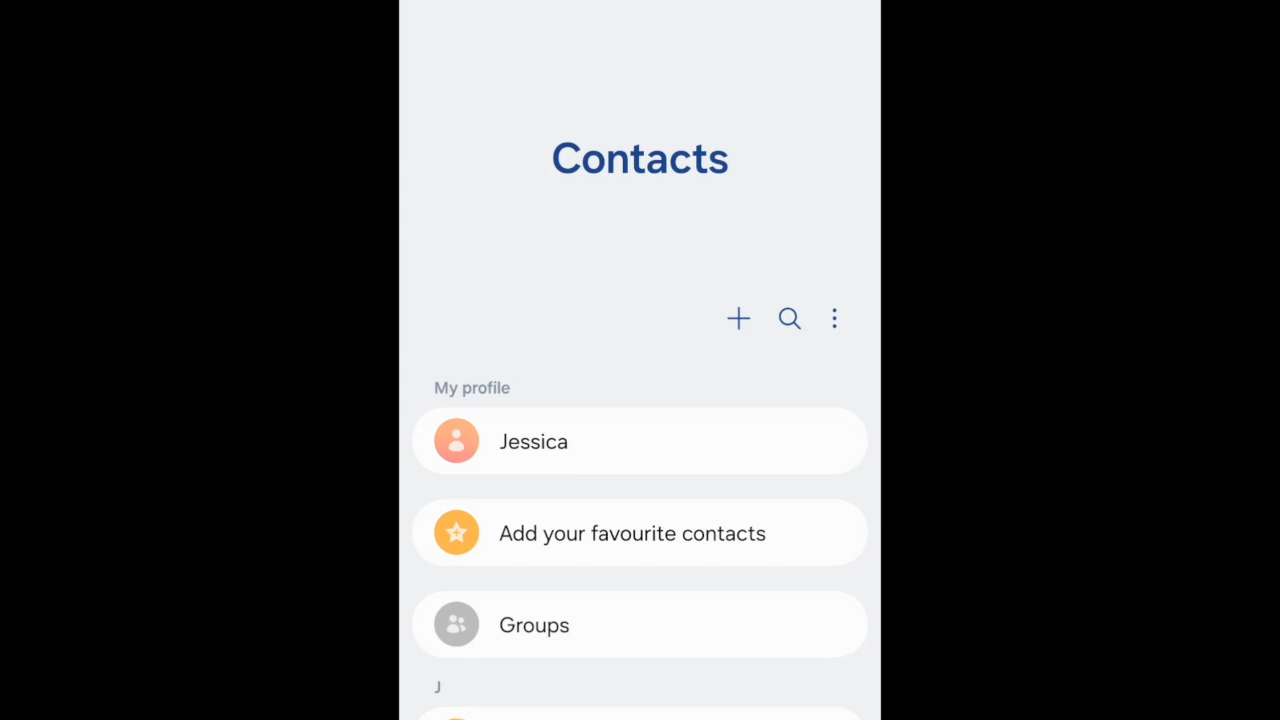 Contacts
My profile
Jessica
Add your favourite contacts
Groups
J